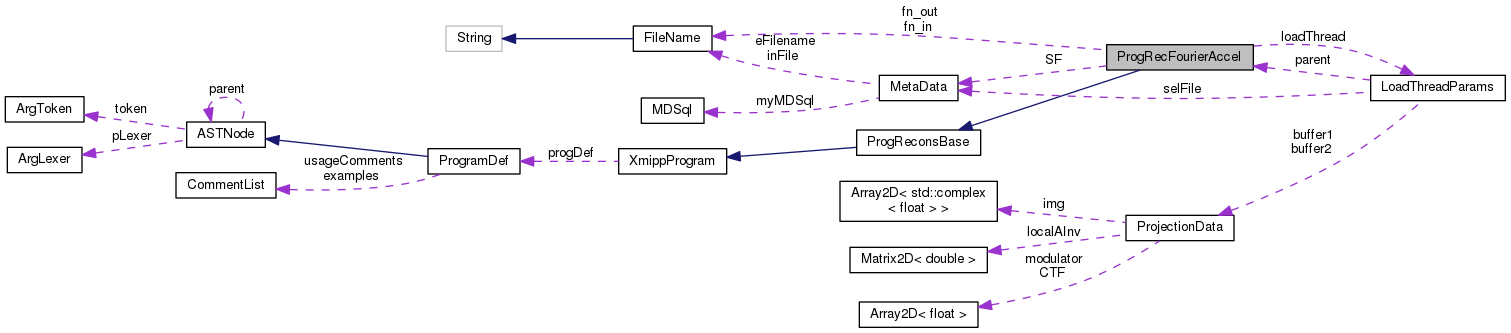 fn_out
fn_in
String
FileName
eFilename
inFile
ProgRecFourierAccel
loadThread
parent
SF
MetaData
selFile
LoadThreadParams
myMDSql
MDSql
parent
ArgToken
token
ASTNode
pLexer
ArgLexer
usageComments
examples
ProgramDef
progDef
XmippProgram
ProgReconsBase
CommentList
buffer1
buffer2
Array2D< std::complex
< float > >
img
ProjectionData
localAInv
Matrix2D< double >
modulator
CTF
Array2D< float >